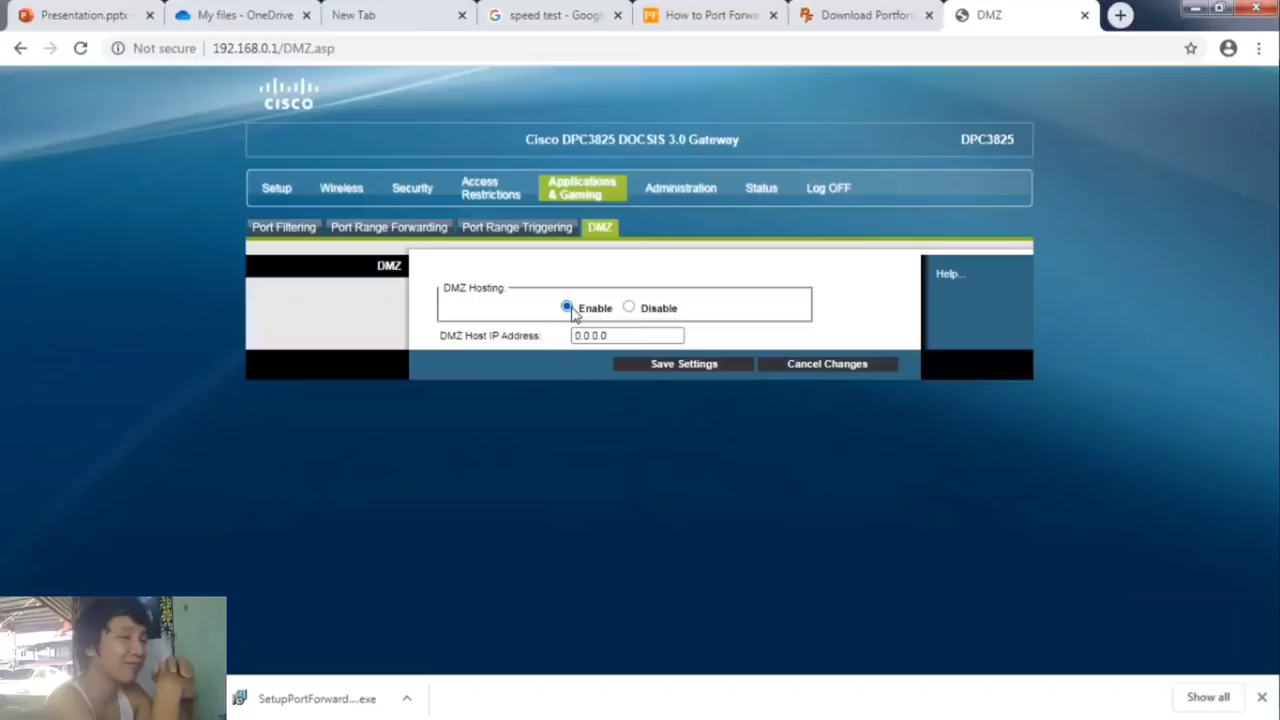 Presentation.pptx
My files - OneDrive
New Tab
speed test - Google
How to Port Forwa
Download Portfor
DMZ
Not secure
192.168.0.1/DMZ.asp
CISCO
Cisco DPC3825 DOCSIS 3.0 Gateway
DPC3825
Setup
Wireless
Security
Access Restrictions
Applications & Gaming
Administration
Status
Log OFF
Port Filtering
Port Range Forwarding
Port Range Triggering
DMZ
DMZ
Help...
DMZ Hosting:
Enable
Disable
DMZ Host IP Address:
0.0.0.0
Save Settings
Cancel Changes
SetupPortForward....exe
Show all